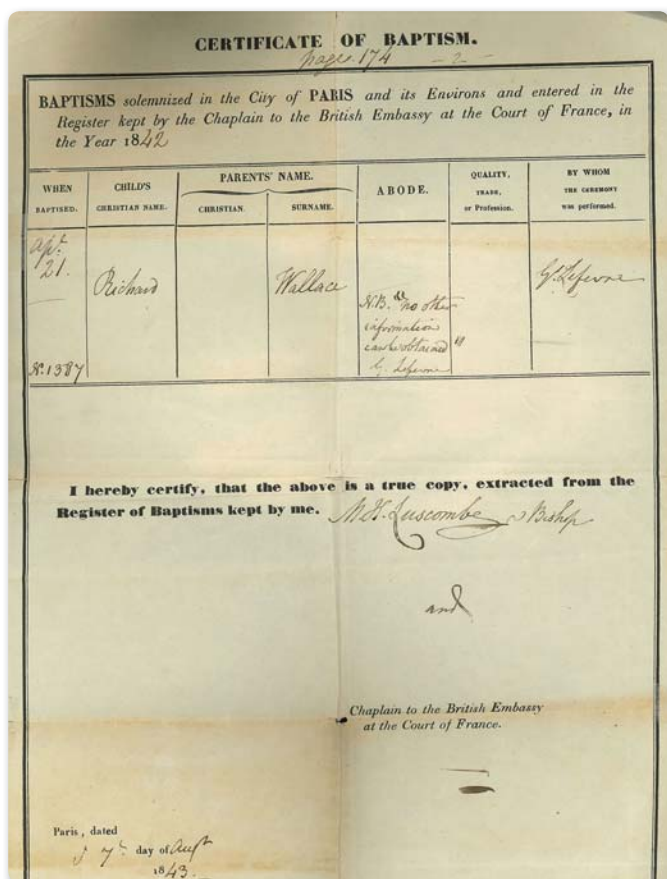 CERTIFICATE OF BAPTISM.
page. 174 - 2 -
BAPTISMS solemnized in the City of PARIS and its Environs and entered in the
Register kept by the Chaplain to the British Embassy at the Court of France, in
the Year 1842
WHEN
BAPTISED.
CHILD'S
CHRISTIAN NAME.
PARENTS' NAME.
CHRISTIAN.
SURNAME.
ABODE.
QUALITY,
TRADE,
or Profession.
BY WHOM
THE CEREMONY
was performed.
Apl.
21.
Richard
Wallace
G. Lefevre
N.B. "no other
information
can be obtained"
G. Lefevre
N. 1387
I hereby certify, that the above is a true copy, extracted from the
Register of Baptisms kept by me. M H. Luscombe Bishop
and
Chaplain to the British Embassy
at the Court of France.
Paris, dated
7th day of Augt
1843.